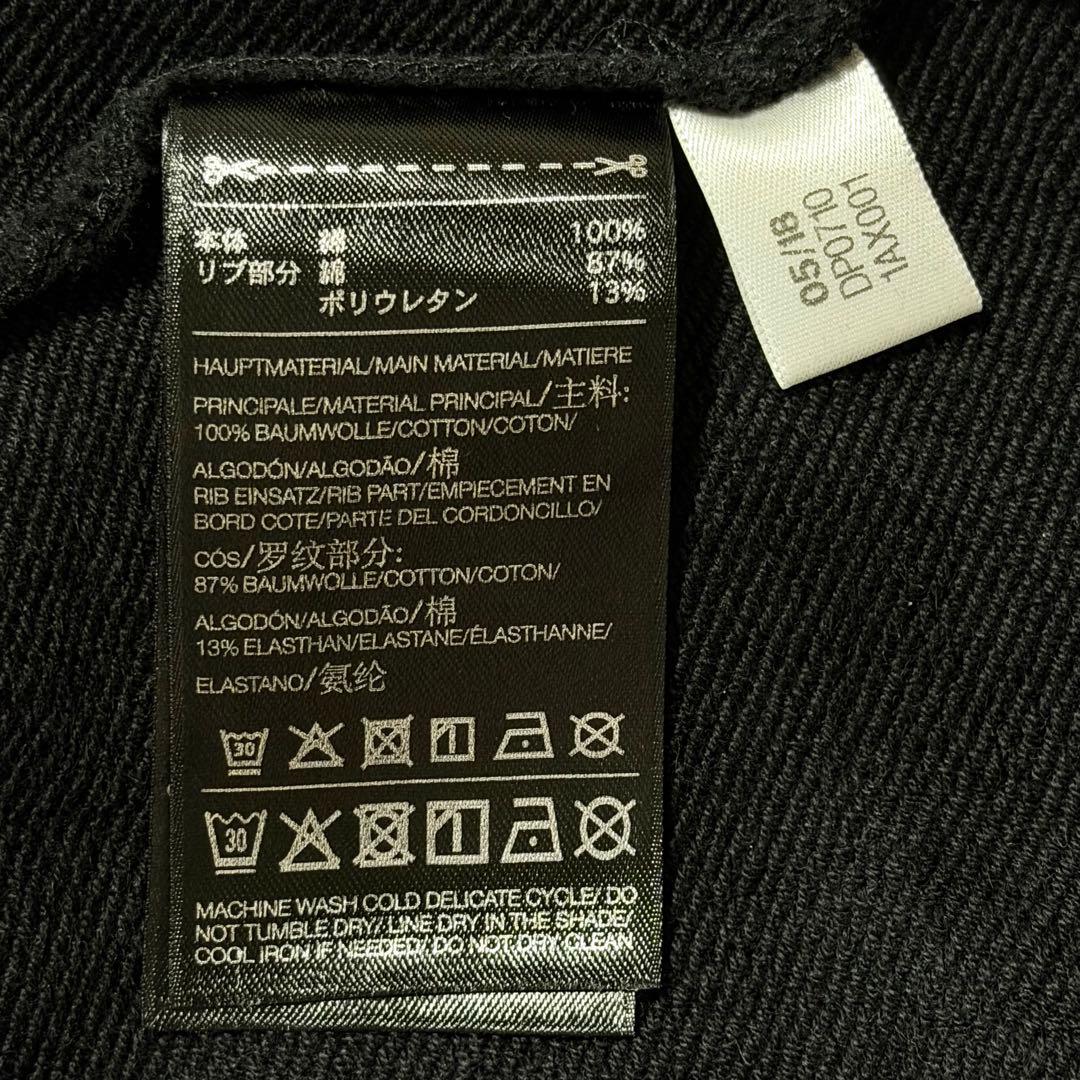 本体 綿 100%
リブ部分 綿 87%
ポリウレタン 13%
HAUPTMATERIAL/MAIN MATERIAL/MATIERE
PRINCIPALE/MATERIAL PRINCIPAL/主料:
100% BAUMWOLLE/COTTON/COTON/
ALGODÓN/ALGODÃO/棉
RIB EINSATZ/RIB PART/EMPIECEMENT EN
BORD COTE/PARTE DEL CORDONCILLO/
CÓS/罗纹部分:
87% BAUMWOLLE/COTTON/COTON/
ALGODÓN/ALGODÃO/棉
13% ELASTHAN/ELASTANE/ÉLASTHANNE/
ELASTANO/氨纶
30
30
MACHINE WASH COLD DELICATE CYCLE/ DO
NOT TUMBLE DRY/ LINE DRY IN THE SHADE/
COOL IRON IF NEEDED/ DO NOT DRY CLEAN
05/18
DP0710
1AX001